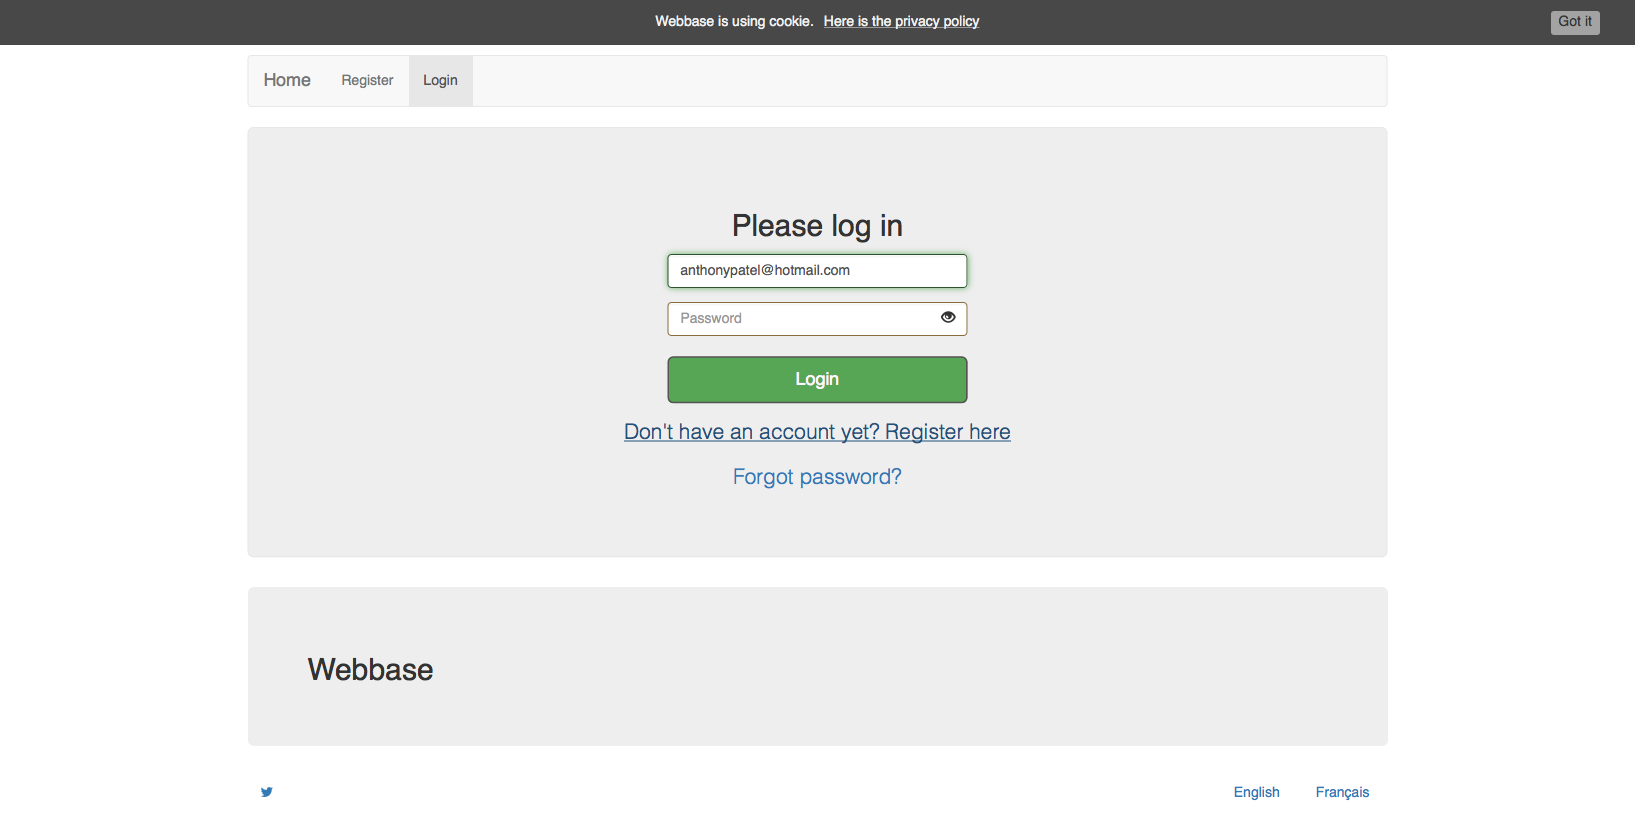 Webbase is using cookie. Here is the privacy policy
Got it
Home Register Login
Please log in
anthonypatel@hotmail.com
Password
Login
Don't have an account yet? Register here
Forgot password?
Webbase
English Français